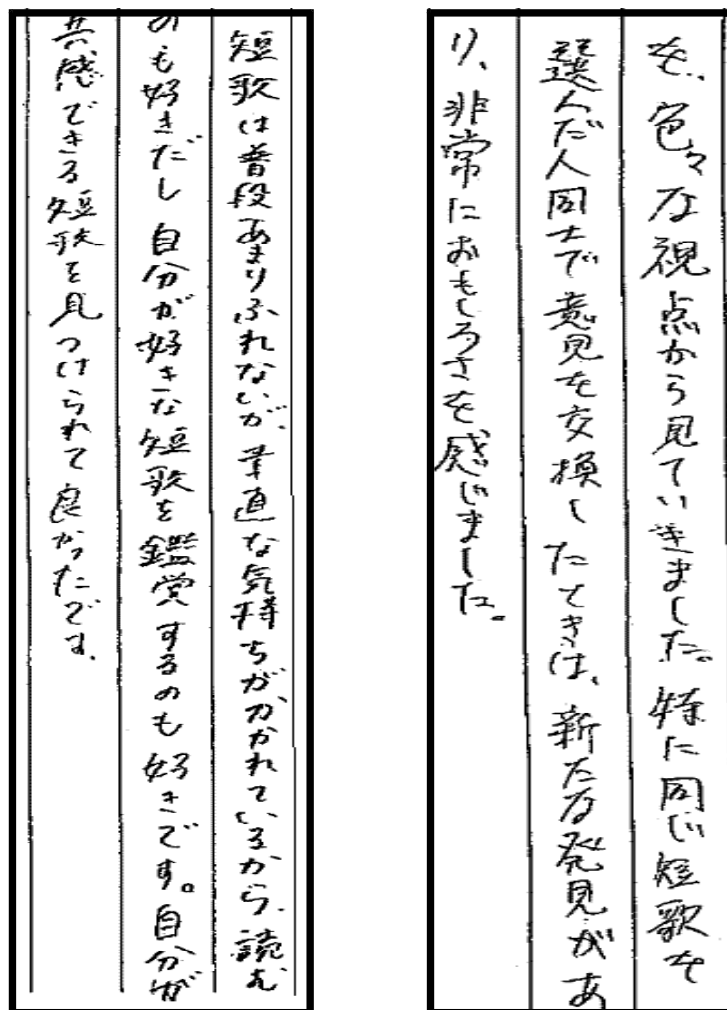 を、色々な視点から見ていきました。特に同じ短歌を
選んだ人同士で意見を交換したときは、新たな発見があ
り、非常におもしろさを感じました。
短歌は普段あまりふれないが、率直な気持ちがかかれているから、読む
のも好きだし自分が好きな短歌を鑑賞するのも好きです。自分が
共感できる短歌を見つけられて良かったです。